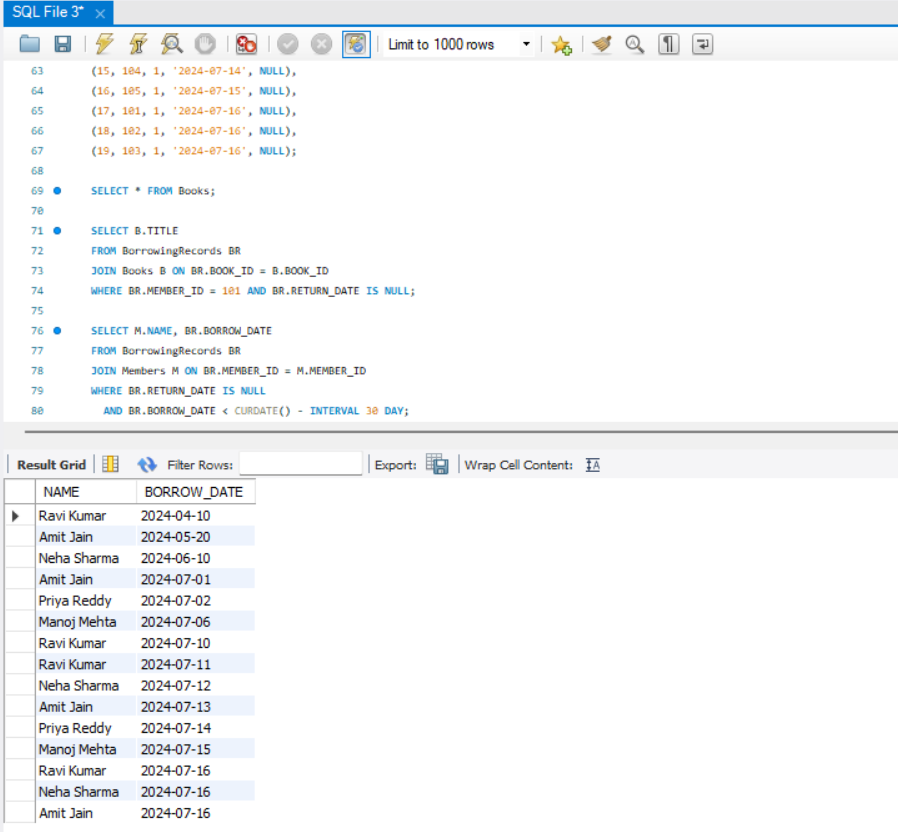 SQL File 3*
Limit to 1000 rows
63 (15, 104, 1, '2024-07-14', NULL),
64 (16, 105, 1, '2024-07-15', NULL),
65 (17, 101, 1, '2024-07-16', NULL),
66 (18, 102, 1, '2024-07-16', NULL),
67 (19, 103, 1, '2024-07-16', NULL);
68
69 SELECT * FROM Books;
70
71 SELECT B.TITLE
72 FROM BorrowingRecords BR
73 JOIN Books B ON BR.BOOK_ID = B.BOOK_ID
74 WHERE BR.MEMBER_ID = 101 AND BR.RETURN_DATE IS NULL;
75
76 SELECT M.NAME, BR.BORROW_DATE
77 FROM BorrowingRecords BR
78 JOIN Members M ON BR.MEMBER_ID = M.MEMBER_ID
79 WHERE BR.RETURN_DATE IS NULL
80 AND BR.BORROW_DATE < CURDATE() - INTERVAL 30 DAY;
Result Grid Filter Rows: Export: Wrap Cell Content: IA
NAME BORROW_DATE
Ravi Kumar 2024-04-10
Amit Jain 2024-05-20
Neha Sharma 2024-06-10
Amit Jain 2024-07-01
Priya Reddy 2024-07-02
Manoj Mehta 2024-07-06
Ravi Kumar 2024-07-10
Ravi Kumar 2024-07-11
Neha Sharma 2024-07-12
Amit Jain 2024-07-13
Priya Reddy 2024-07-14
Manoj Mehta 2024-07-15
Ravi Kumar 2024-07-16
Neha Sharma 2024-07-16
Amit Jain 2024-07-16